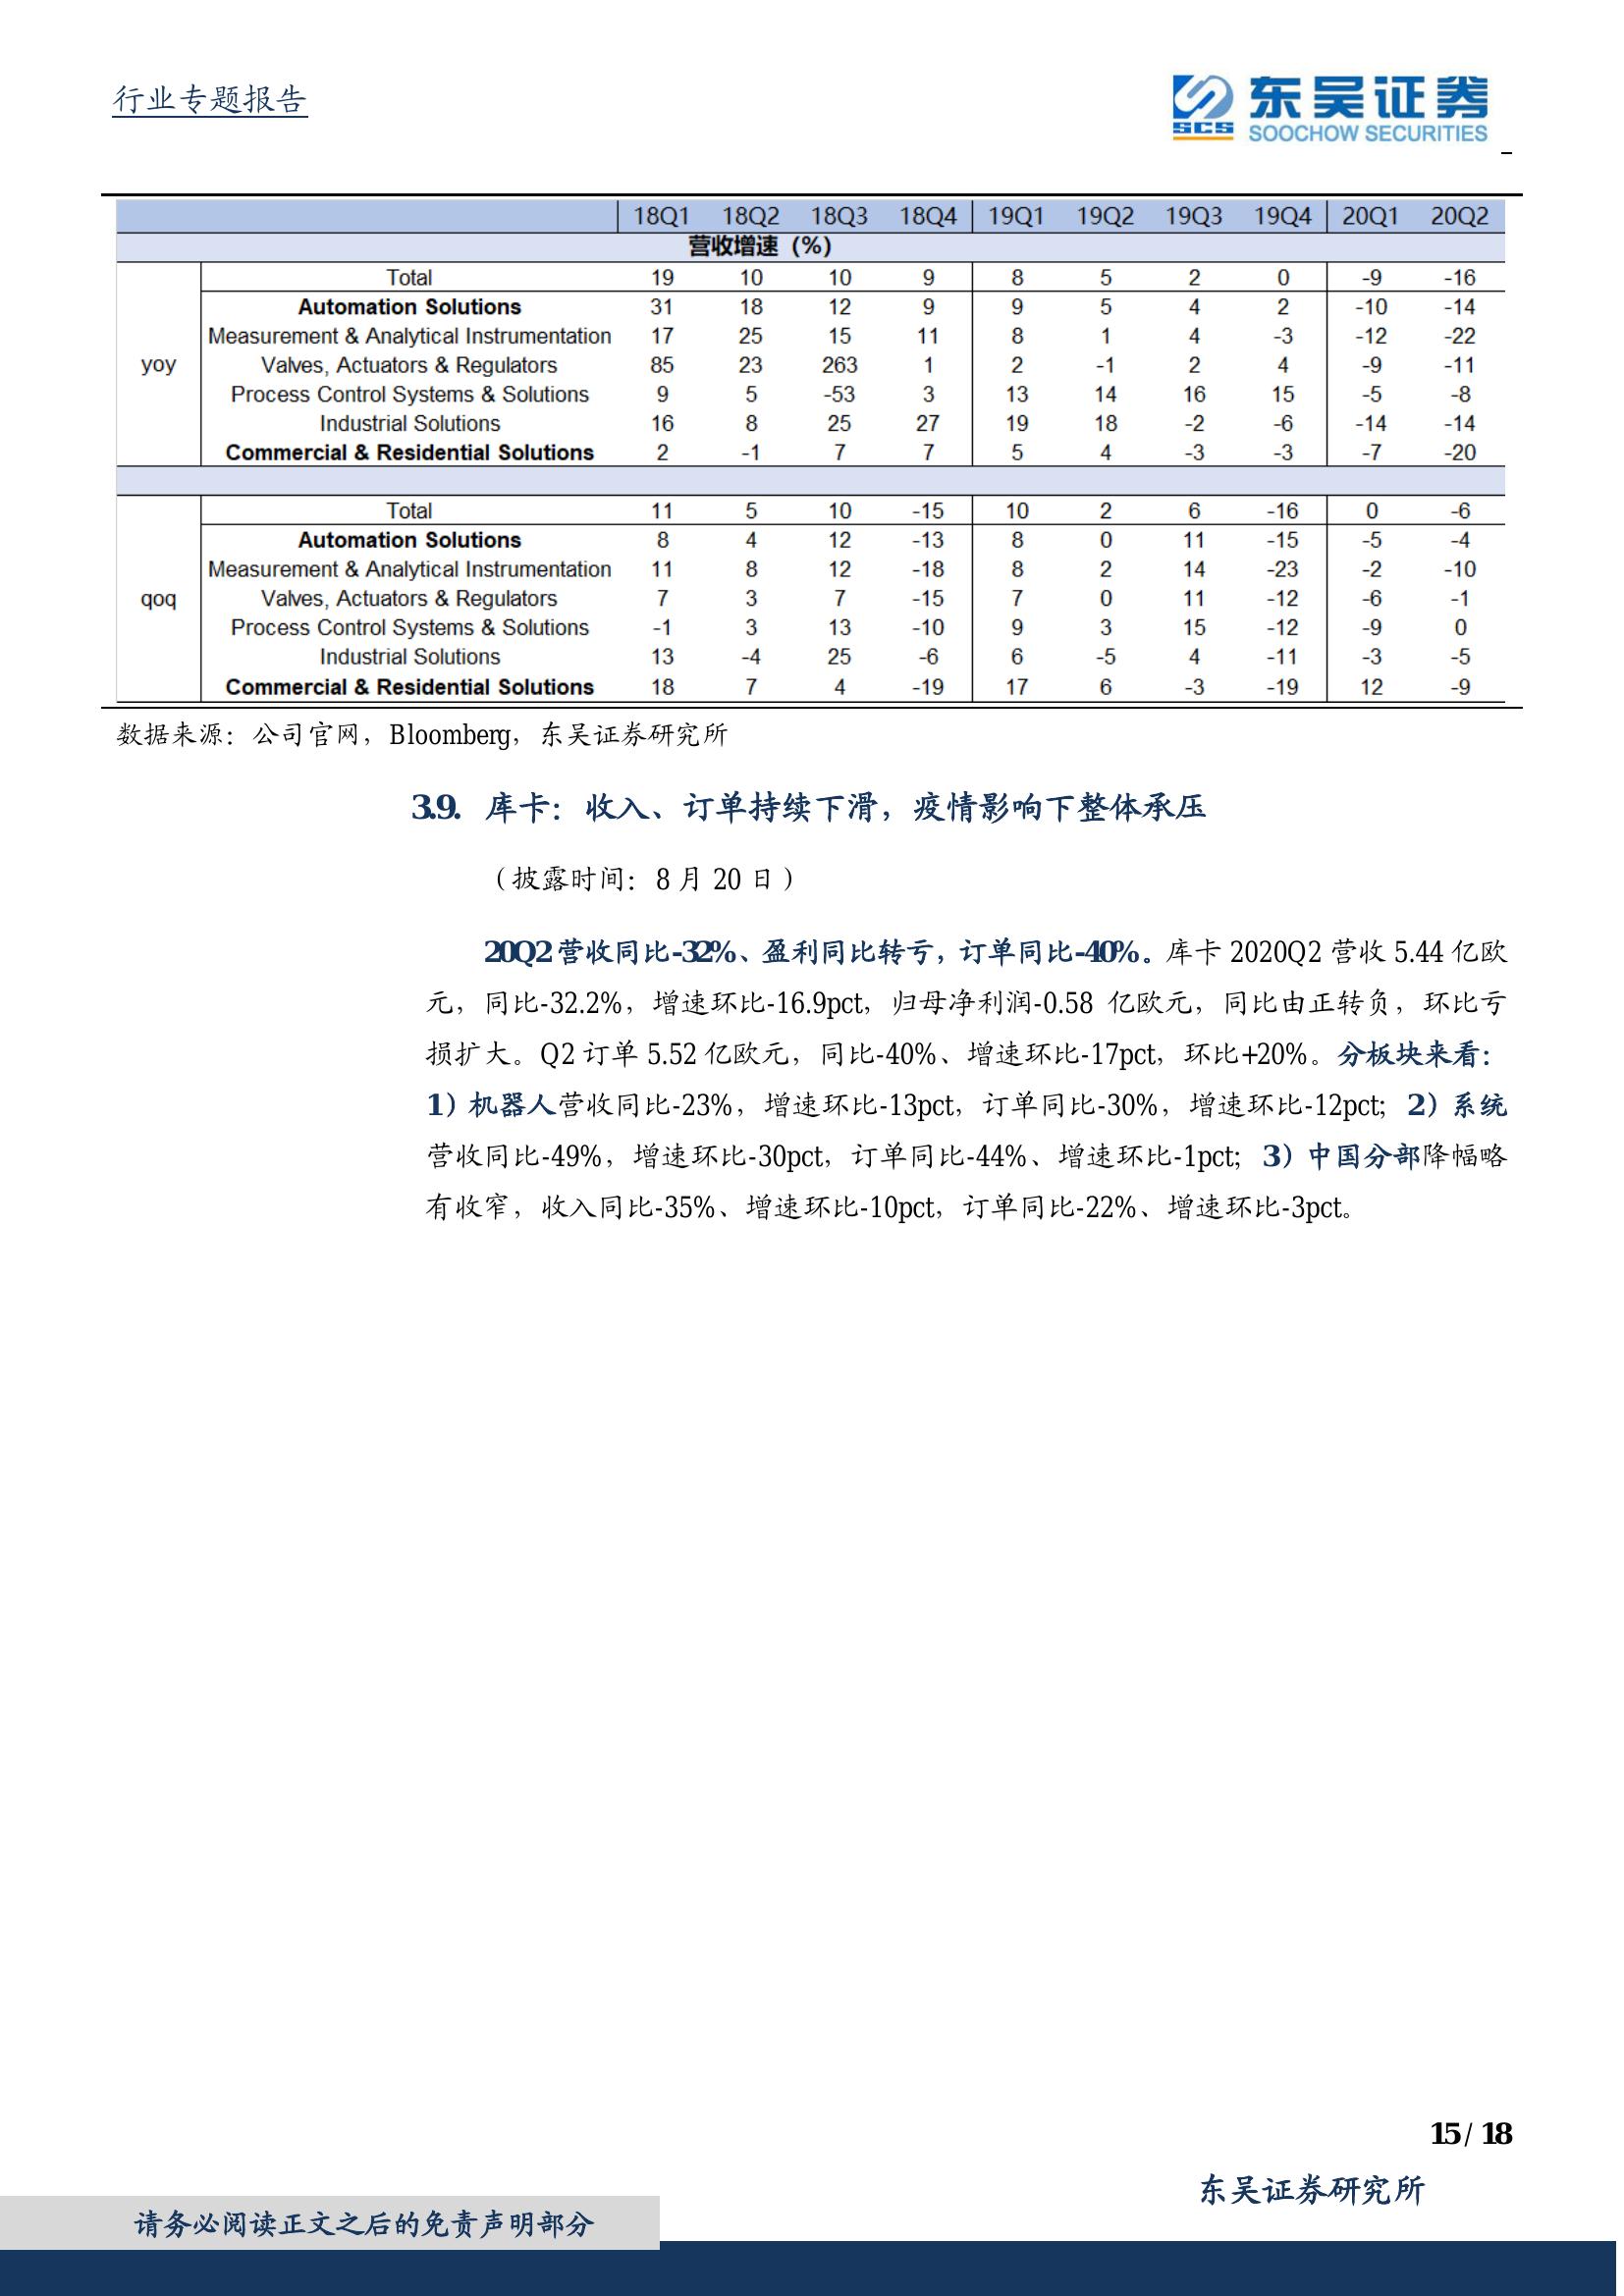 行业专题报告
SCS 东吴证券
SOOCHOW SECURITIES
18Q1 18Q2 18Q3 18Q4 19Q1 19Q2 19Q3 19Q4 20Q1 20Q2
营收增速（%）
Total 19 10 10 9 8 5 2 0 -9 -16
Automation Solutions 31 18 12 9 9 5 4 2 -10 -14
Measurement & Analytical Instrumentation 17 25 15 11 8 1 4 -3 -12 -22
yoy Valves, Actuators & Regulators 85 23 263 1 2 -1 2 4 -9 -11
Process Control Systems & Solutions 9 5 -53 3 13 14 16 15 -5 -8
Industrial Solutions 16 8 25 27 19 18 -2 -6 -14 -14
Commercial & Residential Solutions 2 -1 7 7 5 4 -3 -3 -7 -20
Total 11 5 10 -15 10 2 6 -16 0 -6
Automation Solutions 8 4 12 -13 8 0 11 -15 -5 -4
Measurement & Analytical Instrumentation 11 8 12 -18 8 2 14 -23 -2 -10
qoq Valves, Actuators & Regulators 7 3 7 -15 7 0 11 -12 -6 -1
Process Control Systems & Solutions -1 3 13 -10 9 3 15 -12 -9 0
Industrial Solutions 13 -4 25 -6 6 -5 4 -11 -3 -5
Commercial & Residential Solutions 18 7 4 -19 17 6 -3 -19 12 -9
数据来源：公司官网，Bloomberg，东吴证券研究所
3.9. 库卡：收入、订单持续下滑，疫情影响下整体承压
（披露时间：8 月 20 日）
20Q2 营收同比-32%、盈利同比转亏，订单同比-40%。库卡 2020Q2 营收 5.44 亿欧
元，同比-32.2%，增速环比-16.9pct，归母净利润-0.58 亿欧元，同比由正转负，环比亏
损扩大。Q2 订单 5.52 亿欧元，同比-40%、增速环比-17pct，环比+20%。分板块来看：
1）机器人营收同比-23%，增速环比-13pct，订单同比-30%，增速环比-12pct；2）系统
营收同比-49%，增速环比-30pct，订单同比-44%、增速环比-1pct；3）中国分部降幅略
有收窄，收入同比-35%、增速环比-10pct，订单同比-22%、增速环比-3pct。
15 / 18
东吴证券研究所
请务必阅读正文之后的免责声明部分